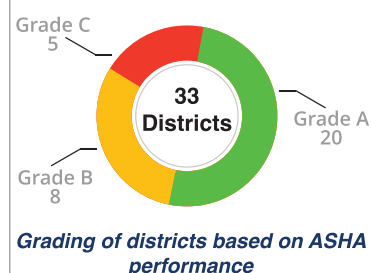 Grade C
5
33
Districts
Grade A
20
Grade B
8
Grading of districts based on ASHA
performance